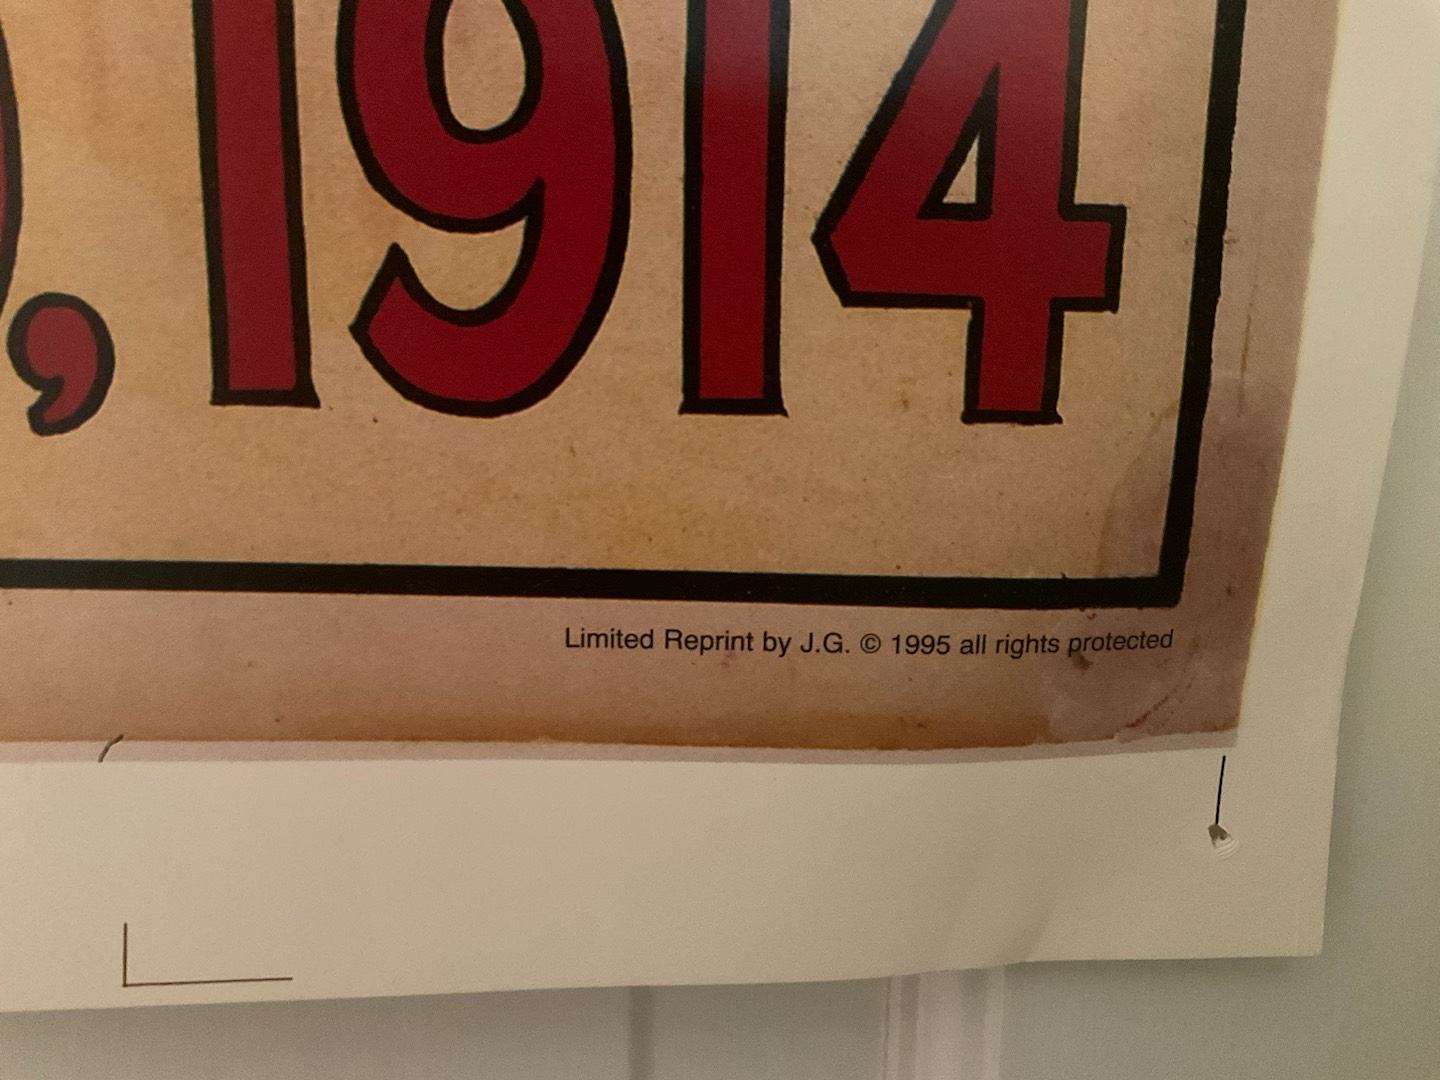 , 1914
Limited Reprint by J.G. © 1995 all rights protected